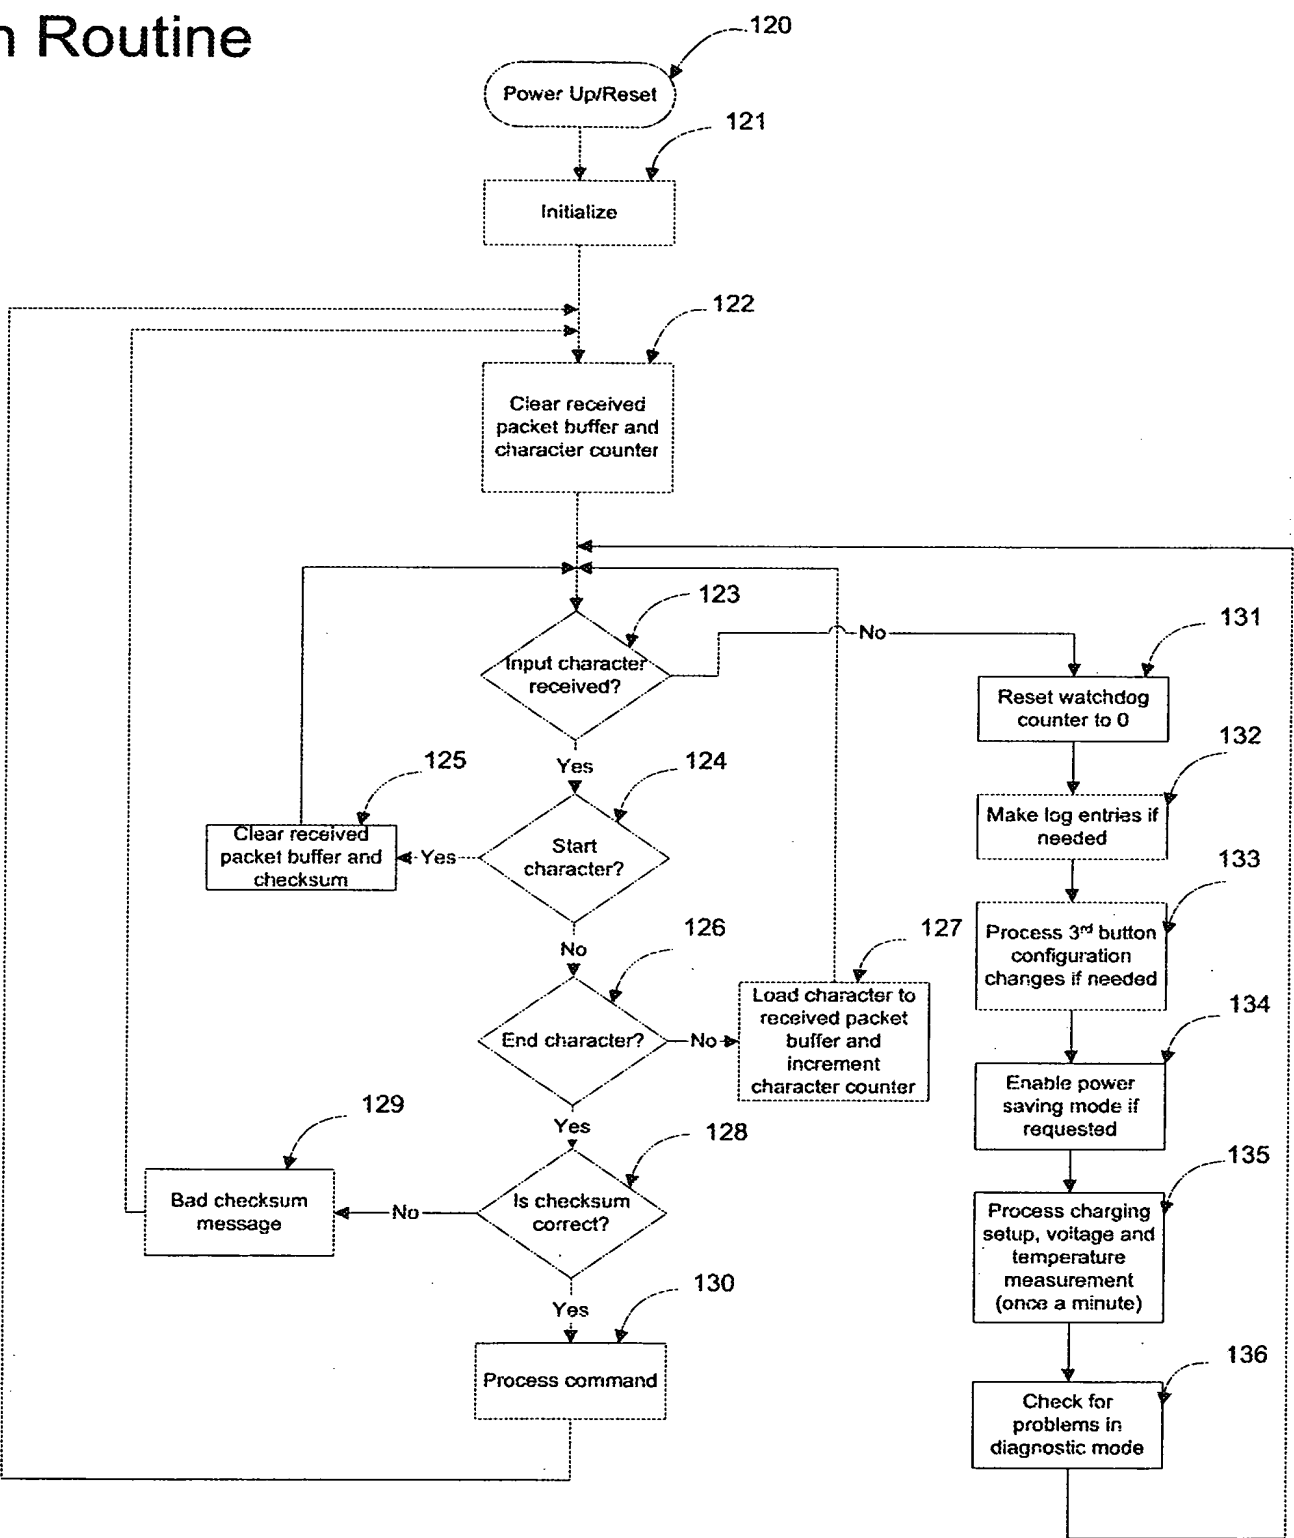 n Routine
120
Power Up/Reset
121
Initialize
122
Clear received
packet buffer and
character counter
123
Input character
received?
No
131
Reset watchdog
counter to 0
Yes
125
124
132
Clear received
packet buffer and
checksum
Yes
Start
character?
Make log entries if
needed
133
No
126
127
Process 3rd button
configuration
changes if needed
End character?
No
Load character to
received packet
buffer and
increment
character counter
134
Enable power
saving mode if
requested
Yes
129
128
135
Bad checksum
message
No
Is checksum
correct?
Process charging
setup, voltage and
temperature
measurement
(once a minute)
Yes
130
Process command
136
Check for
problems in
diagnostic mode